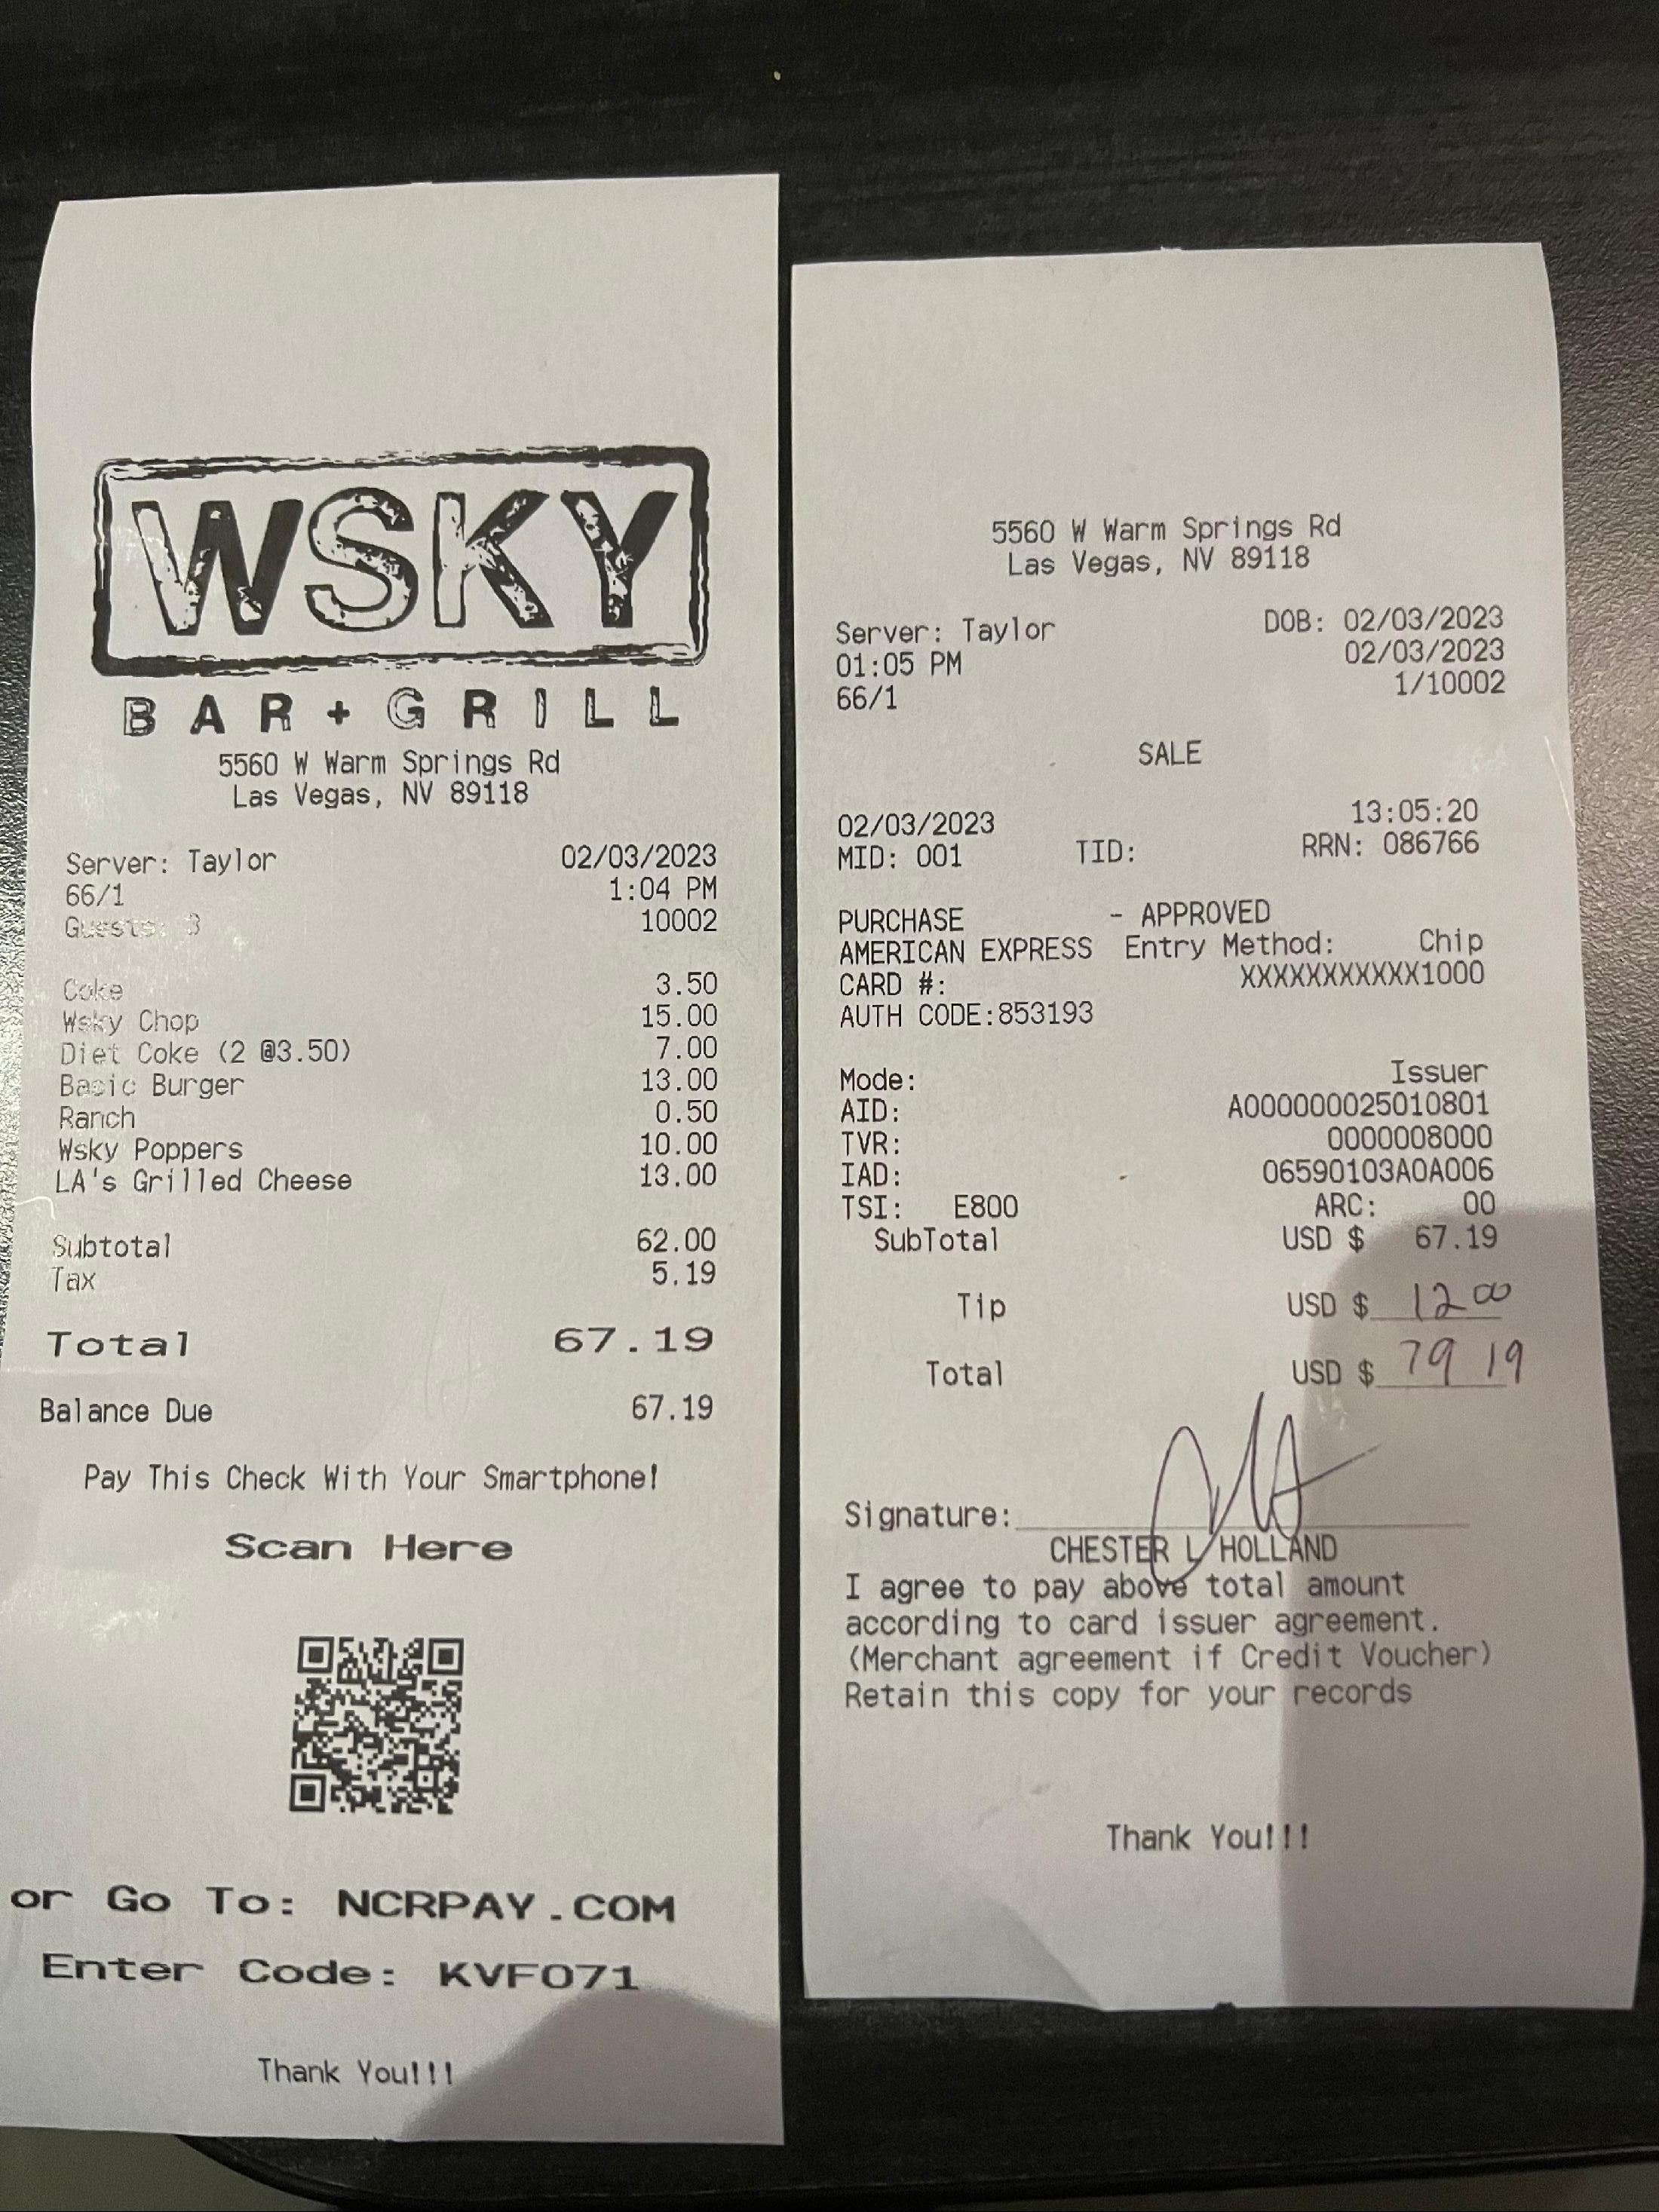 WSKY
BAR+GRILL
5560 W Warm Springs Rd
Las Vegas, NV 89118
Server: Taylor 02/03/2023
66/1 1:04 PM
Guests: 3 10002
Coke 3.50
Wsky Chop 15.00
Diet Coke (2 @3.50) 7.00
Basic Burger 13.00
Ranch 0.50
Wsky Poppers 10.00
LA's Grilled Cheese 13.00
Subtotal 62.00
Tax 5.19
Total 67.19
Balance Due 67.19
Pay This Check With Your Smartphone!
Scan Here
or Go To: NCRPAY.COM
Enter Code: KVF071
Thank You!!!
5560 W Warm Springs Rd
Las Vegas, NV 89118
Server: Taylor DOB: 02/03/2023
01:05 PM 02/03/2023
66/1 1/10002
SALE
02/03/2023 13:05:20
MID: 001 TID: RRN: 086766
PURCHASE - APPROVED
AMERICAN EXPRESS Entry Method: Chip
CARD #: XXXXXXXXXXX1000
AUTH CODE:853193
Mode: Issuer
AID: A000000025010801
TVR: 0000008000
IAD: 06590103A0A006
TSI: E800 ARC: 00
SubTotal USD $ 67.19
Tip USD $ 12 00
Total USD $ 79 19
Signature:
CHESTER L HOLLAND
I agree to pay above total amount
according to card issuer agreement.
(Merchant agreement if Credit Voucher)
Retain this copy for your records
Thank You!!!